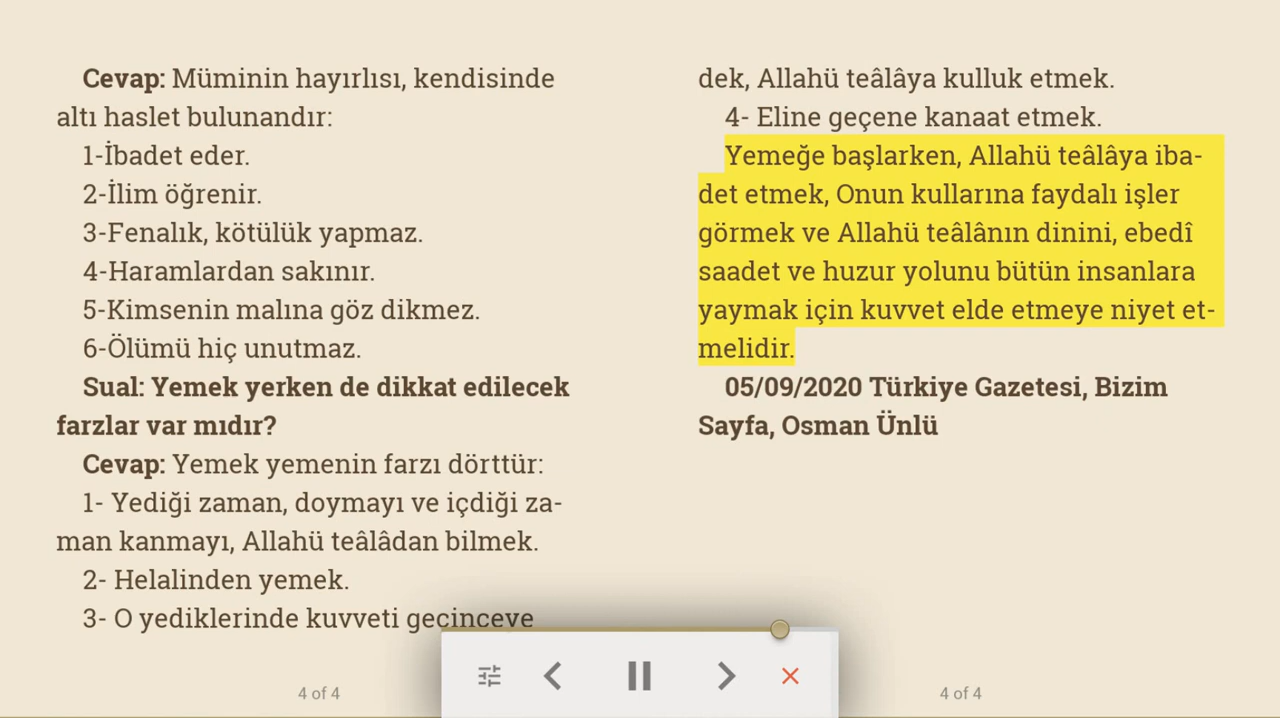 Cevap: Müminin hayırlısı, kendisinde
altı haslet bulunandır:
1-İbadet eder.
2-İlim öğrenir.
3-Fenalık, kötülük yapmaz.
4-Haramlardan sakınır.
5-Kimsenin malına göz dikmez.
6-Ölümü hiç unutmaz.
Sual: Yemek yerken de dikkat edilecek
farzlar var mıdır?
Cevap: Yemek yemenin farzı dörttür:
1- Yediği zaman, doymayı ve içdiği za-
man kanmayı, Allahü teâlâdan bilmek.
2- Helalinden yemek.
3- O yediklerinde kuvveti geçinceye
4 of 4
dek, Allahü teâlâya kulluk etmek.
4- Eline geçene kanaat etmek.
Yemeğe başlarken, Allahü teâlâya iba-
det etmek, Onun kullarına faydalı işler
görmek ve Allahü teâlânın dinini, ebedî
saadet ve huzur yolunu bütün insanlara
yaymak için kuvvet elde etmeye niyet et-
melidir.
05/09/2020 Türkiye Gazetesi, Bizim
Sayfa, Osman Ünlü
4 of 4